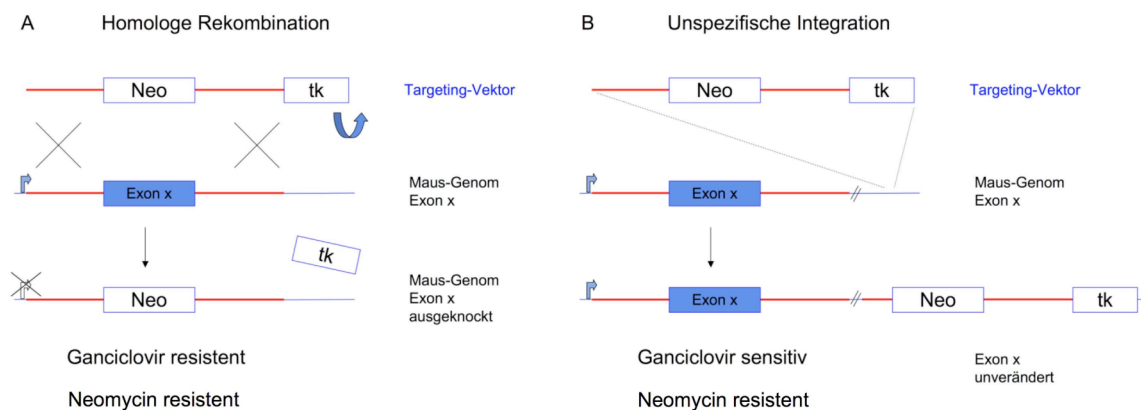 A Homologe Rekombination
Neo
tk
Targeting-Vektor
Exon x
Maus-Genom
Exon x
tk
Neo
Maus-Genom
Exon x
ausgeknockt
Ganciclovir resistent
Neomycin resistent
B Unspezifische Integration
Neo
tk
Targeting-Vektor
Exon x
Maus-Genom
Exon x
Exon x
Neo
tk
Ganciclovir sensitiv
Neomycin resistent
Exon x
unverändert